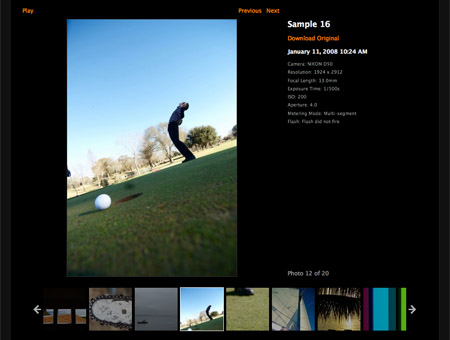 Play
Previous Next
Sample 16
Download Original
January 11, 2008 10:24 AM
Camera: NIKON D50
Resolution: 1924 x 2912
Focal Length: 13.0mm
Exposure Time: 1/500s
ISO: 200
Aperture: 4.0
Metering Mode: Multi-segment
Flash: Flash did not fire
Photo 12 of 20